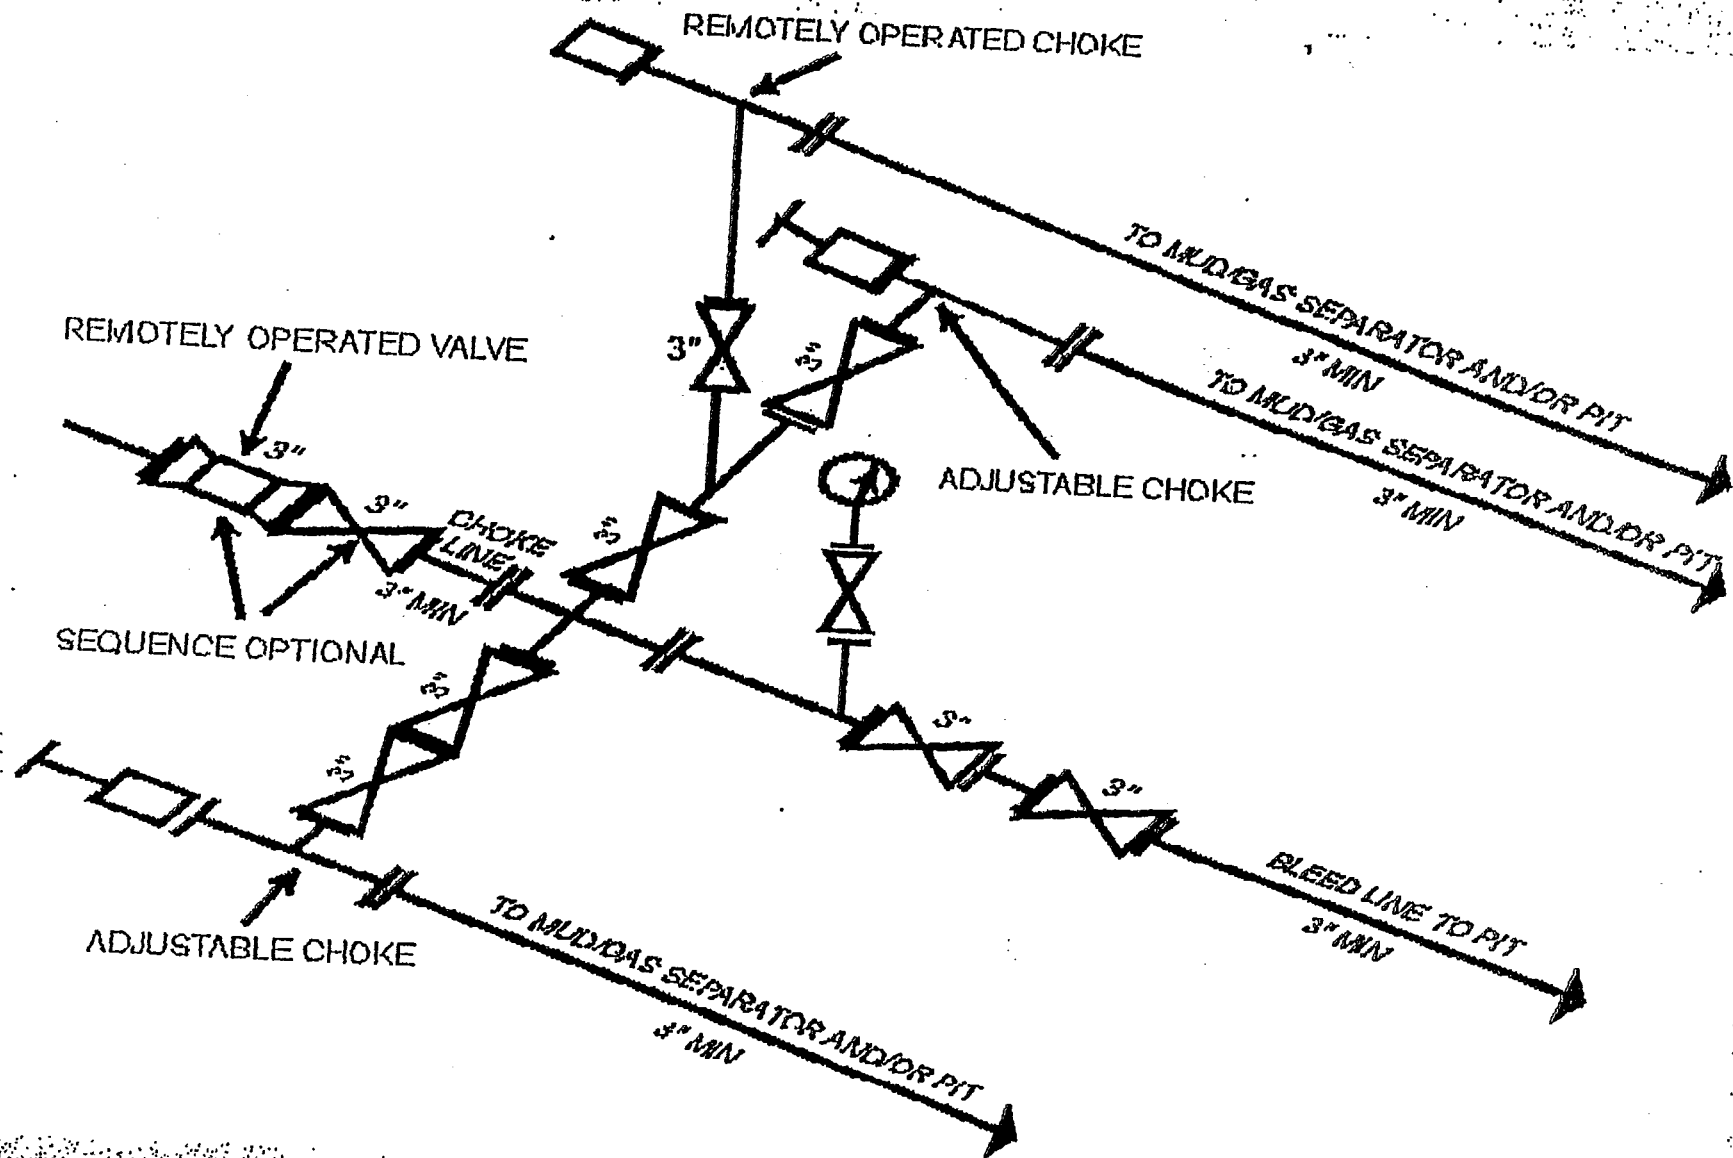 REMOTELY OPERATED CHOKE
TO MUD/GAS SEPARATOR AND/OR PIT
3" MIN
REMOTELY OPERATED VALVE
3"
3"
TO MUD/GAS SEPARATOR AND/OR PIT
3" MIN
ADJUSTABLE CHOKE
3"
3"
CHOKE
LINE
3" MIN
3"
SEQUENCE OPTIONAL
3"
3"
3"
3"
BLEED LINE TO PIT
3" MIN
ADJUSTABLE CHOKE
TO MUD/GAS SEPARATOR AND/OR PIT
3" MIN